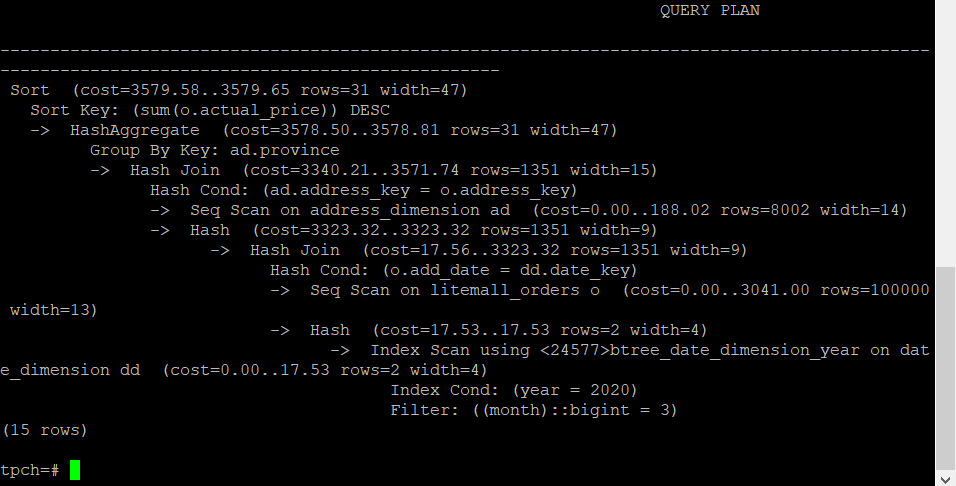 QUERY PLAN
---------------------------------------------------------------------------------------------
--------------------------------------------------
Sort  (cost=3579.58..3579.65 rows=31 width=47)
Sort Key: (sum(o.actual_price)) DESC
->  HashAggregate  (cost=3578.50..3578.81 rows=31 width=47)
Group By Key: ad.province
->  Hash Join  (cost=3340.21..3571.74 rows=1351 width=15)
Hash Cond: (ad.address_key = o.address_key)
->  Seq Scan on address_dimension ad  (cost=0.00..188.02 rows=8002 width=14)
->  Hash  (cost=3323.32..3323.32 rows=1351 width=9)
->  Hash Join  (cost=17.56..3323.32 rows=1351 width=9)
Hash Cond: (o.add_date = dd.date_key)
->  Seq Scan on litemall_orders o  (cost=0.00..3041.00 rows=100000
width=13)
->  Hash  (cost=17.53..17.53 rows=2 width=4)
->  Index Scan using <24577>btree_date_dimension_year on dat
e_dimension dd  (cost=0.00..17.53 rows=2 width=4)
Index Cond: (year = 2020)
Filter: ((month)::bigint = 3)
(15 rows)
tpch=#